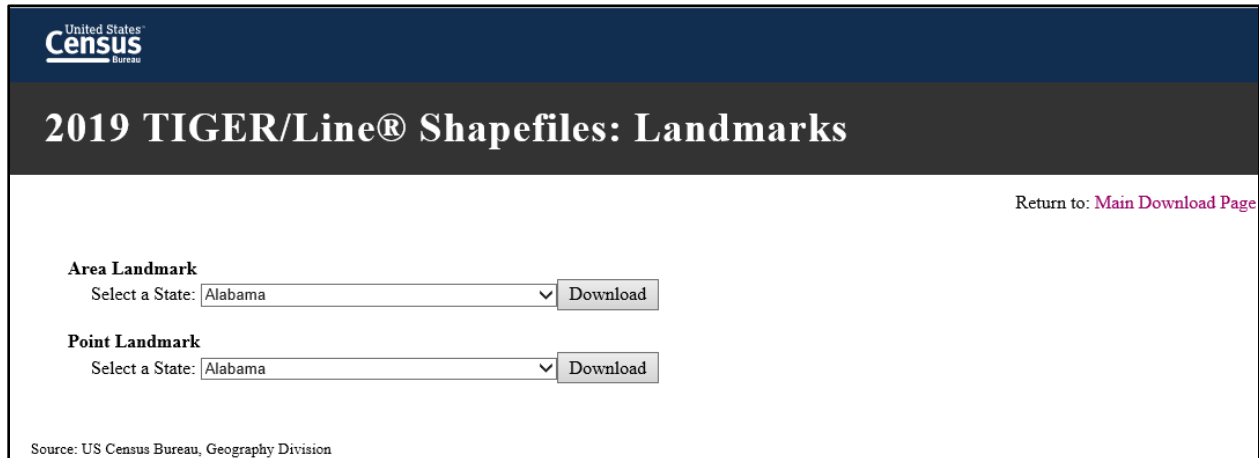 United States™
Census
Bureau
2019 TIGER/Line® Shapefiles: Landmarks
Return to: Main Download Page
Area Landmark
Select a State: Alabama Download
Point Landmark
Select a State: Alabama Download
Source: US Census Bureau, Geography Division